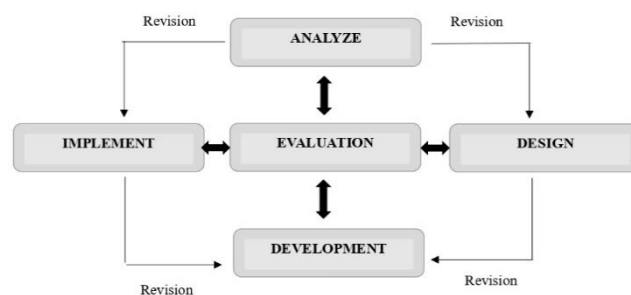 Revision
Revision
ANALYZE
IMPLEMENT
EVALUATION
DESIGN
DEVELOPMENT
Revision
Revision